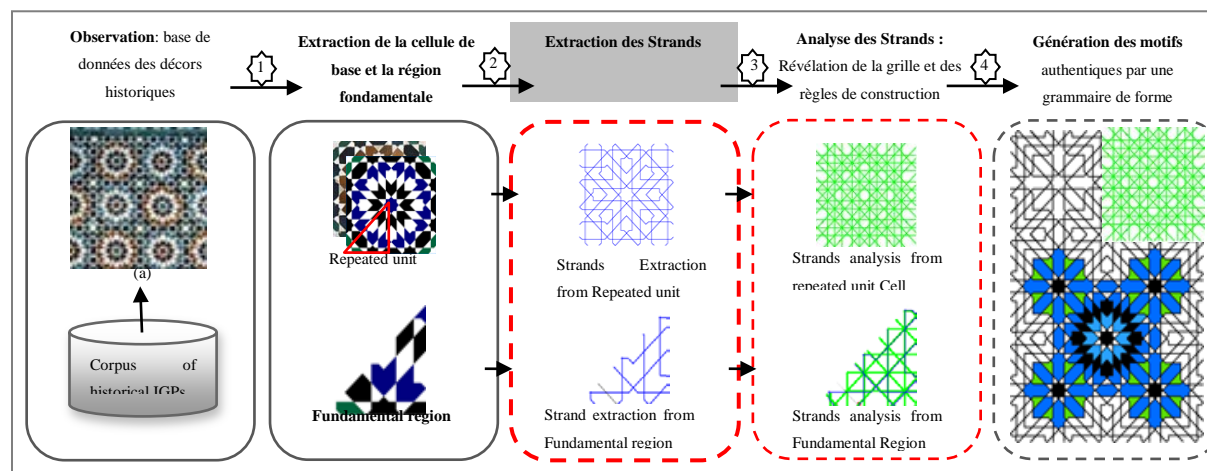 Observation: base de
données des décors
historiques
1
Extraction de la cellule de
base et la région
fondamentale
2
Extraction des Strands
3
Analyse des Strands :
Révélation de la grille et des
règles de construction
4
Génération des motifs
authentiques par une
grammaire de forme
(a)
Corpus of
historical IGPs
Repeated unit
Fundamental region
Strands Extraction
from Repeated unit
Strand extraction from
Fundamental region
Strands analysis from
repeated unit Cell
Strands analysis from
Fundamental Region